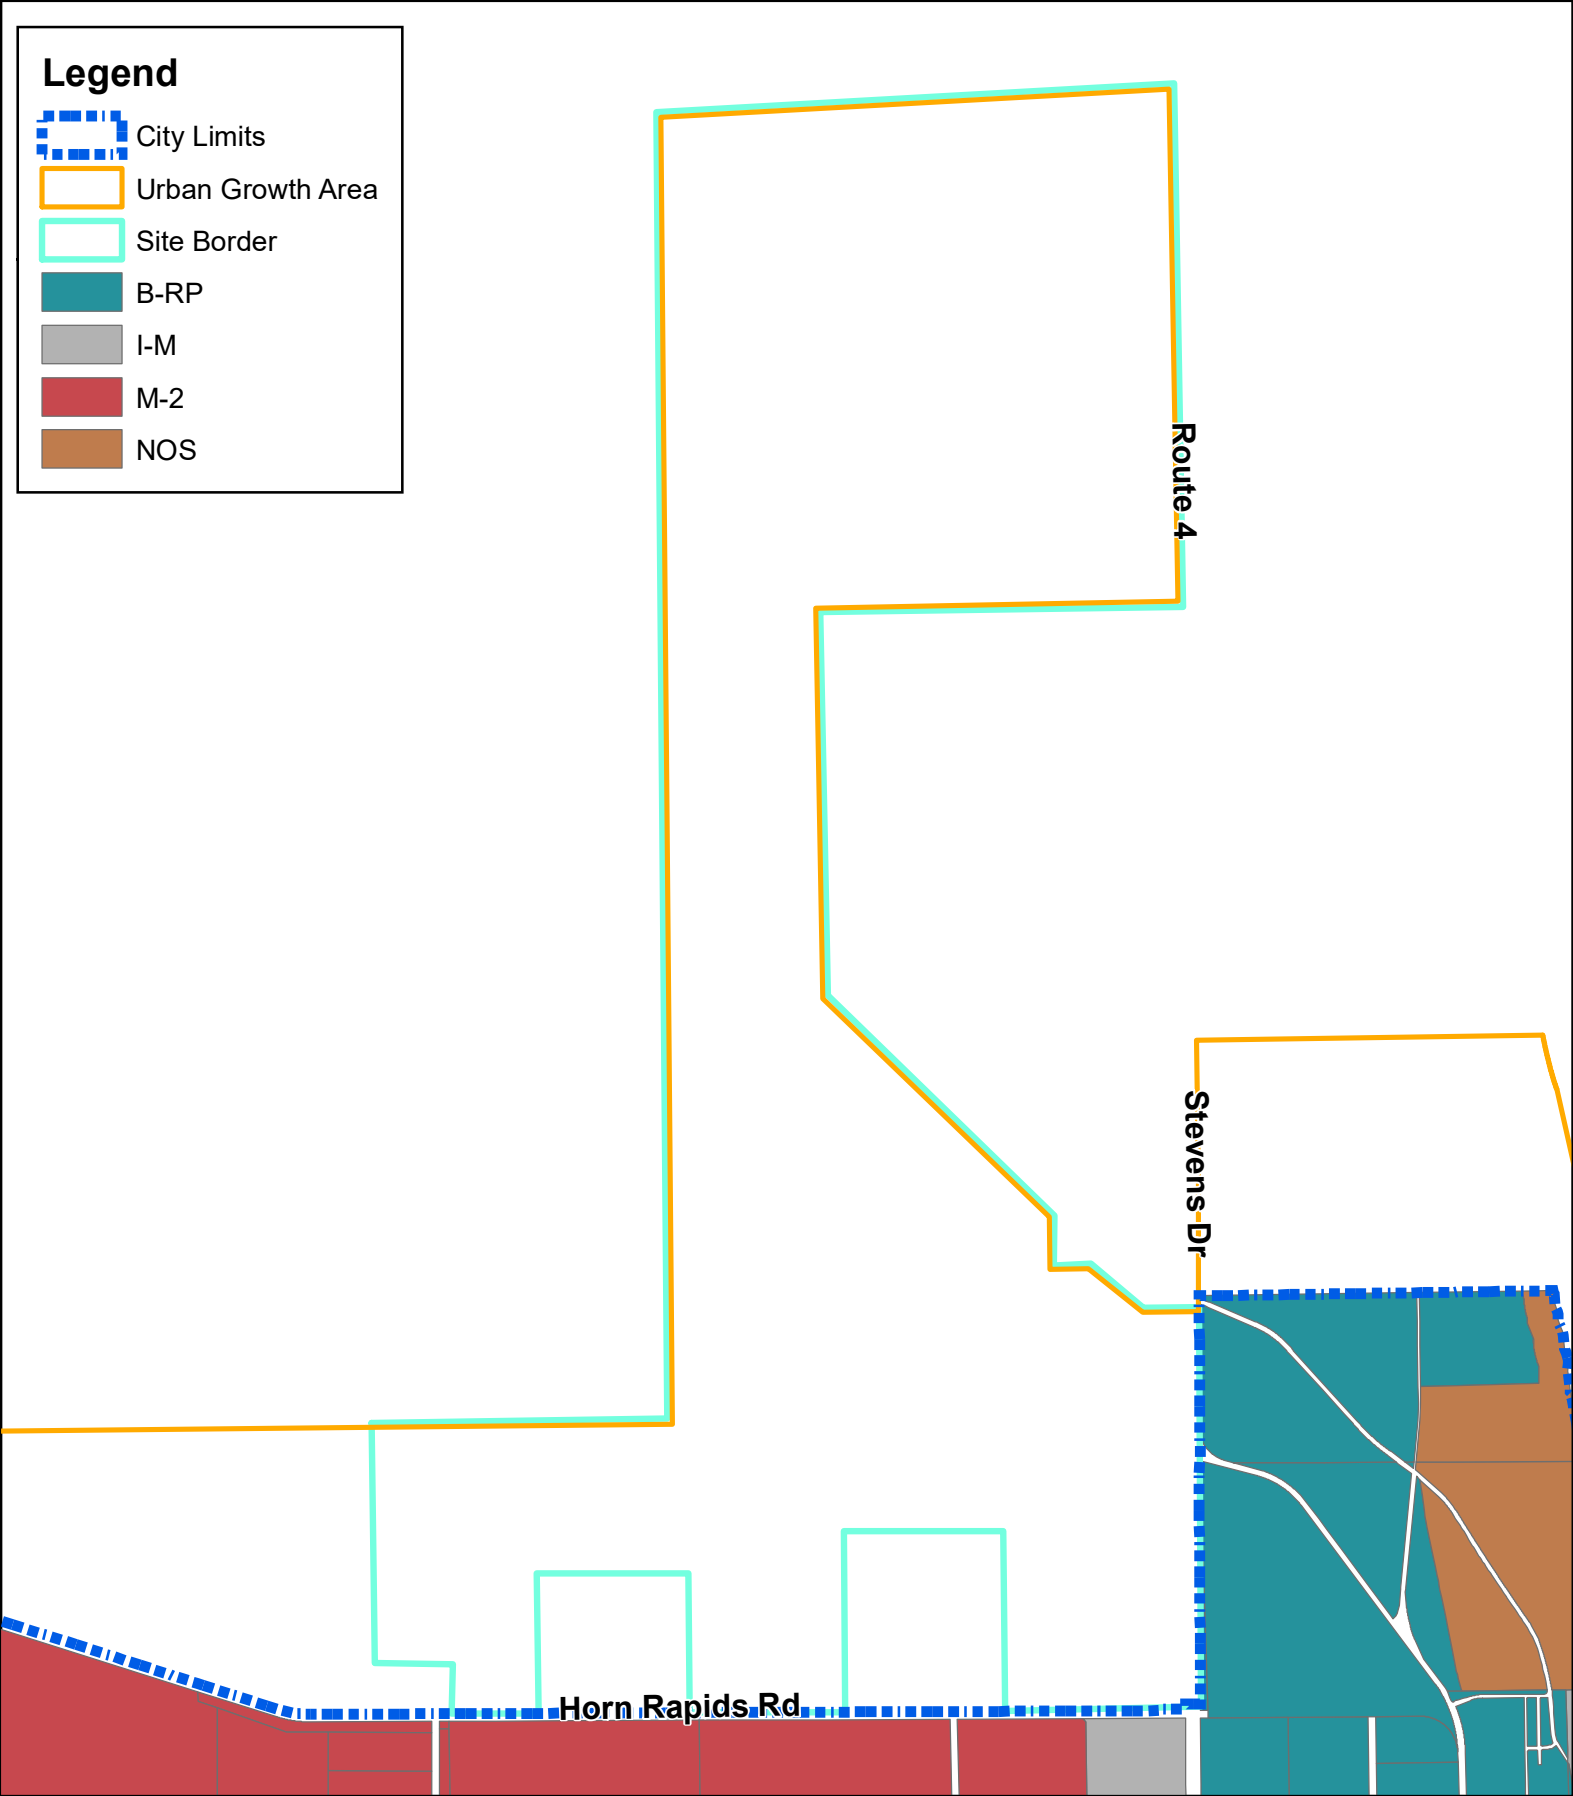 Legend
City Limits
Urban Growth Area
Site Border
B-RP
I-M
M-2
NOS
Route 4
Stevens Dr
Horn Rapids Rd